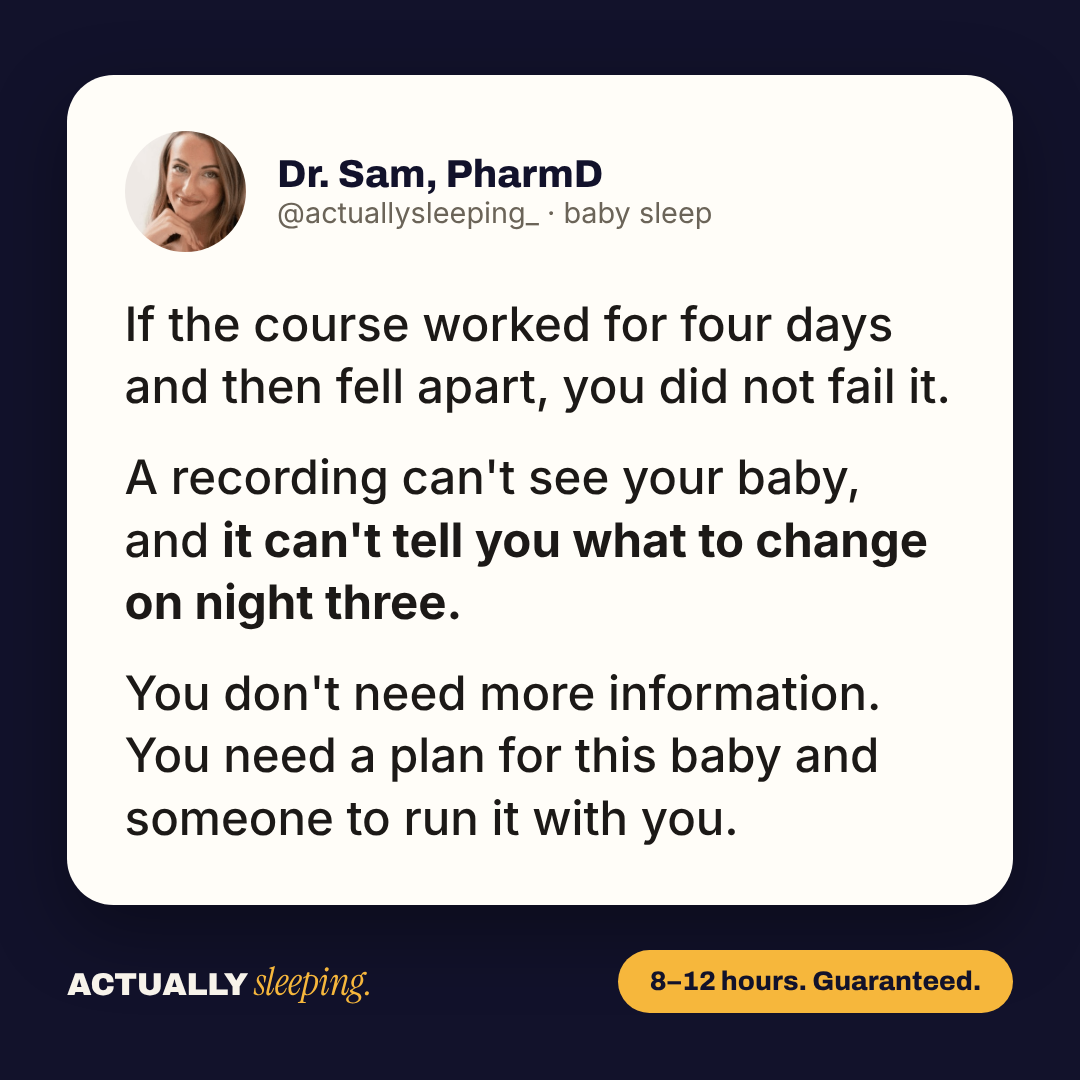 Dr. Sam, PharmD
@actuallysleeping_ · baby sleep
If the course worked for four days
and then fell apart, you did not fail it.
A recording can't see your baby,
and it can't tell you what to change
on night three.
You don't need more information.
You need a plan for this baby and
someone to run it with you.
ACTUALLY sleeping.
8–12 hours. Guaranteed.